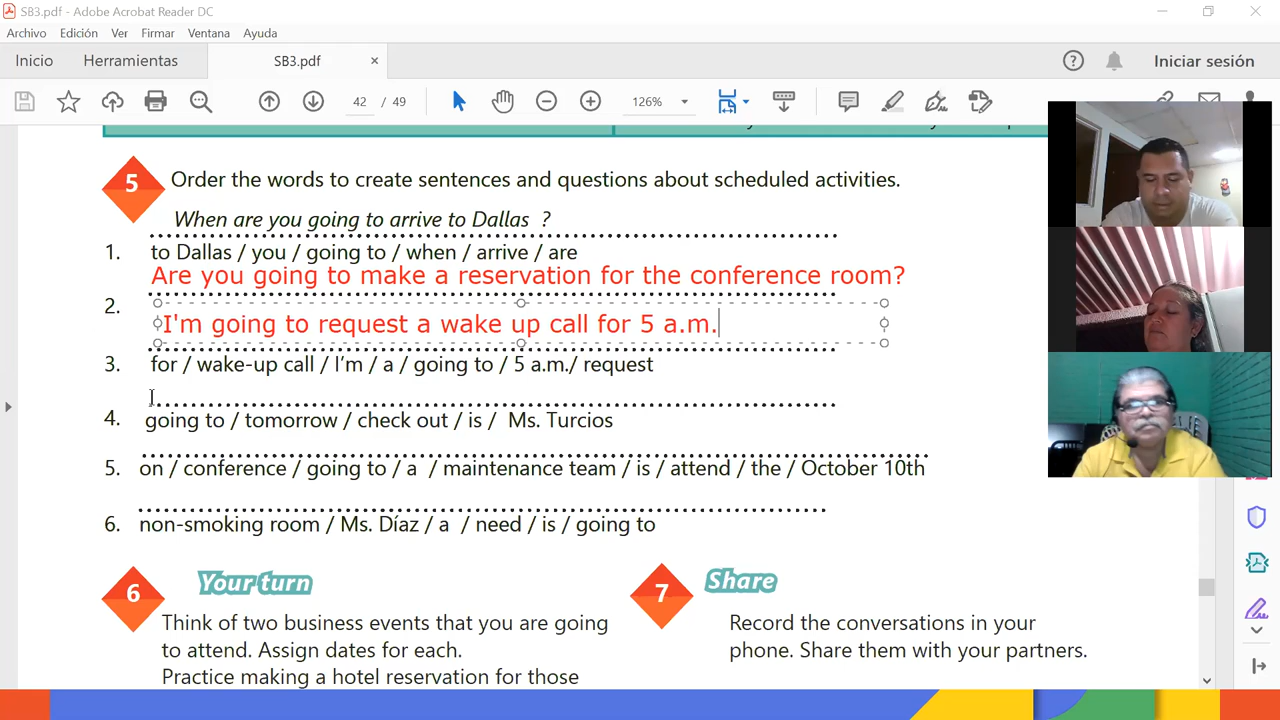 SB3.pdf - Adobe Acrobat Reader DC
Archivo Edición Ver Firmar Ventana Ayuda
Inicio Herramientas SB3.pdf × Iniciar sesión
42 / 49 126%
5 Order the words to create sentences and questions about scheduled activities.
When are you going to arrive to Dallas ?
1. to Dallas / you / going to / when / arrive / are
Are you going to make a reservation for the conference room?
2.
I'm going to request a wake up call for 5 a.m.
3. for / wake-up call / I'm / a / going to / 5 a.m./ request
4. going to / tomorrow / check out / is / Ms. Turcios
5. on / conference / going to / a / maintenance team / is / attend / the / October 10th
6. non-smoking room / Ms. Díaz / a / need / is / going to
6 Your turn
Think of two business events that you are going
to attend. Assign dates for each.
Practice making a hotel reservation for those
7 Share
Record the conversations in your
phone. Share them with your partners.